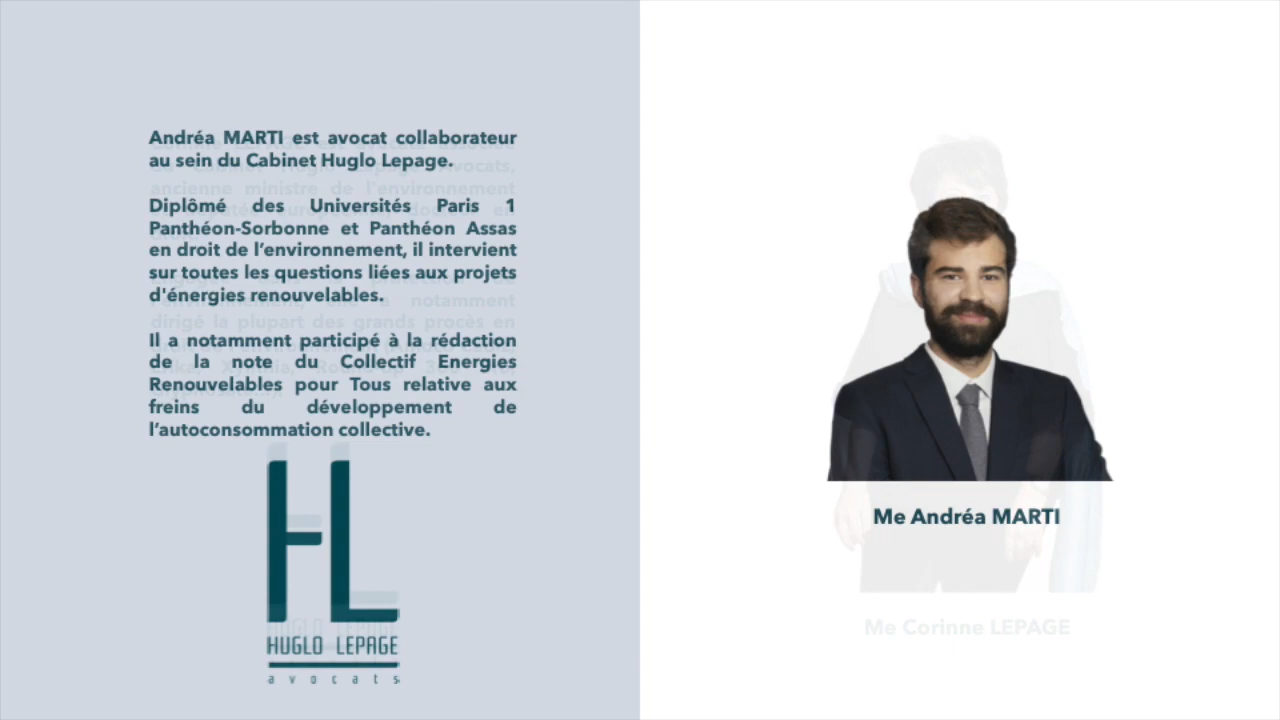 Andréa MARTI est avocat collaborateur
au sein du Cabinet Huglo Lepage.
Diplômé des Universités Paris 1
Panthéon-Sorbonne et Panthéon Assas
en droit de l’environnement, il intervient
sur toutes les questions liées aux projets
d'énergies renouvelables.
Il a notamment participé à la rédaction
de la note du Collectif Energies
Renouvelables pour Tous relative aux
freins du développement de
l’autoconsommation collective.
HUGLO LEPAGE
avocats
Me Andréa MARTI
Me Corinne LEPAGE